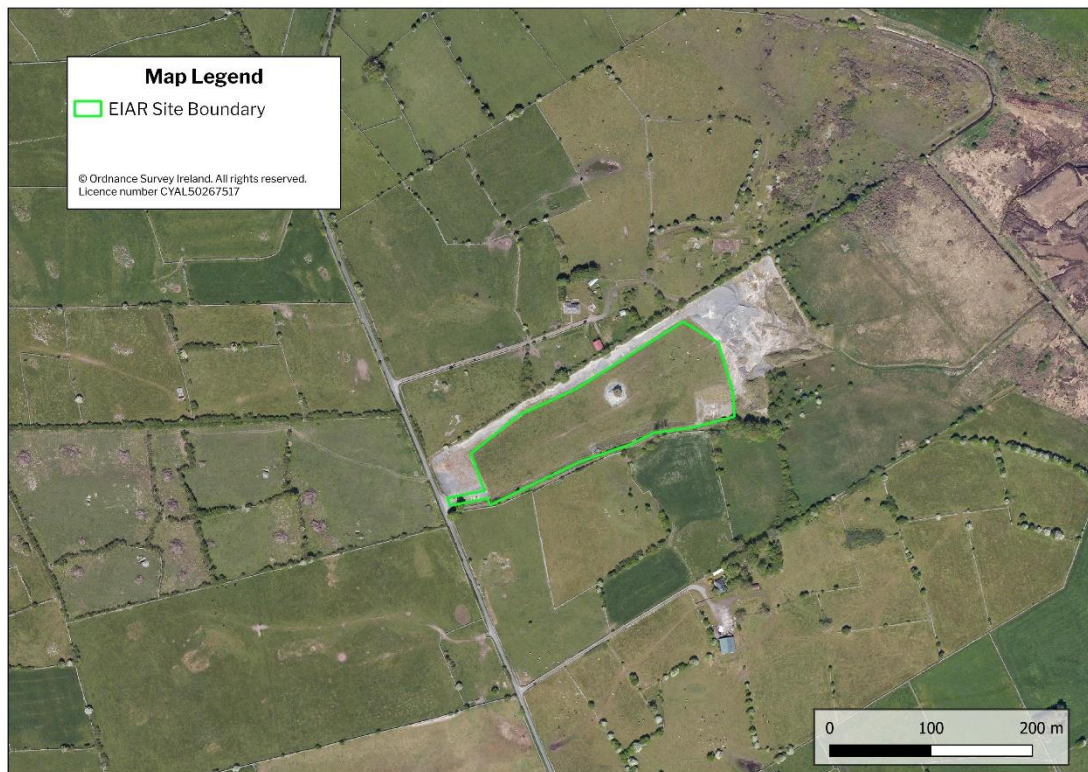 Map Legend
EIAR Site Boundary
© Ordnance Survey Ireland. All rights reserved.
Licence number CYAL50267517
0 100 200 m